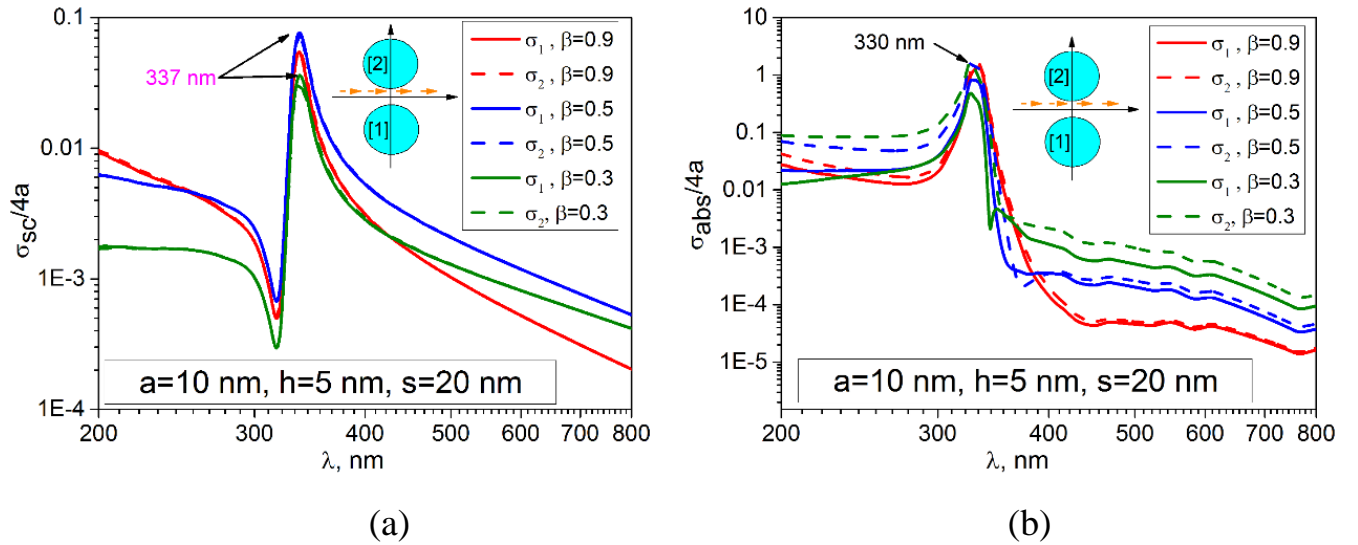 0.1
0.01
1E-3
1E-4
σsc/4a
337 nm
[2]
[1]
σ1 , β=0.9
σ2 , β=0.9
σ1 , β=0.5
σ2 , β=0.5
σ1 , β=0.3
σ2, β=0.3
a=10 nm, h=5 nm, s=20 nm
200 300 400 500 600 700 800
λ, nm
(a)
10
1
0.1
0.01
1E-3
1E-4
1E-5
σabs/4a
330 nm
[2]
[1]
σ1 , β=0.9
σ2 , β=0.9
σ1 , β=0.5
σ2 , β=0.5
σ1 , β=0.3
σ2 , β=0.3
a=10 nm, h=5 nm, s=20 nm
200 300 400 500 600 700 800
λ, nm
(b)